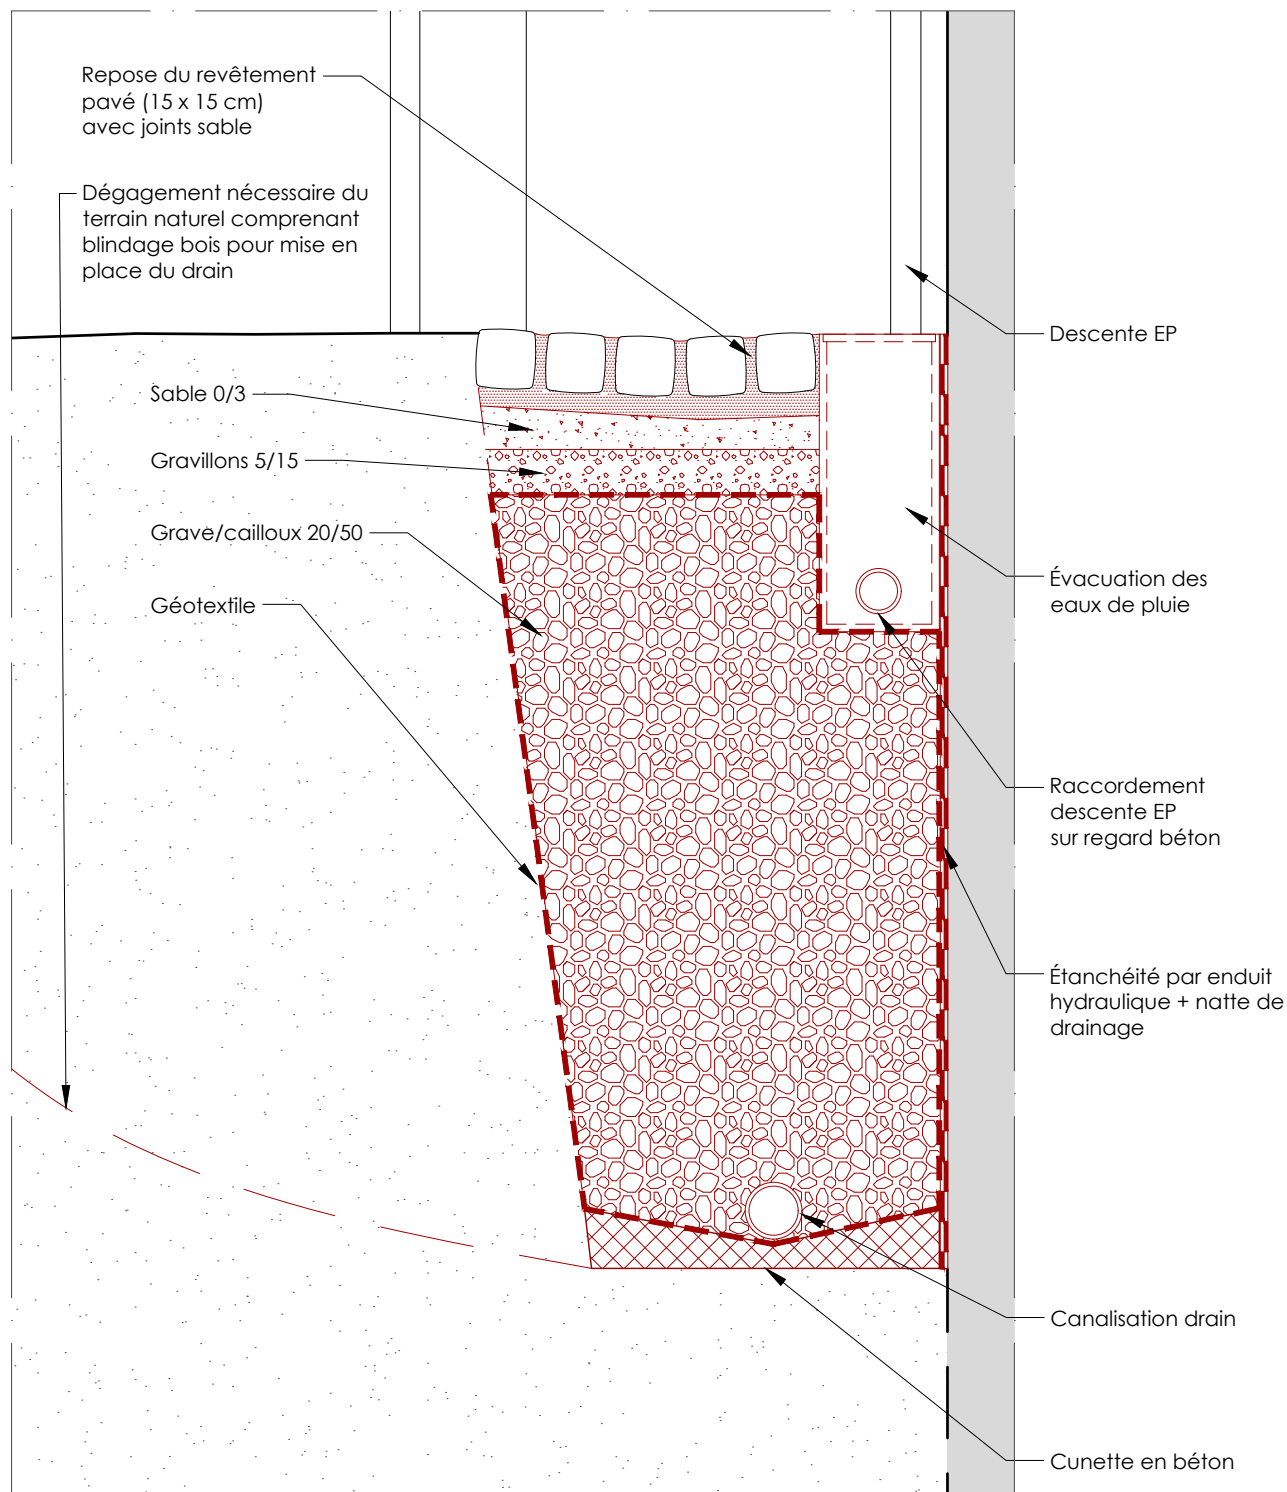 Repose du revêtement
pavé (15 x 15 cm)
avec joints sable
Dégagement nécessaire du
terrain naturel comprenant
blindage bois pour mise en
place du drain
Sable 0/3
Gravillons 5/15
Grave/cailloux 20/50
Géotextile
Descente EP
Évacuation des
eaux de pluie
Raccordement
descente EP
sur regard béton
Étanchéité par enduit
hydraulique + natte de
drainage
Canalisation drain
Cunette en béton